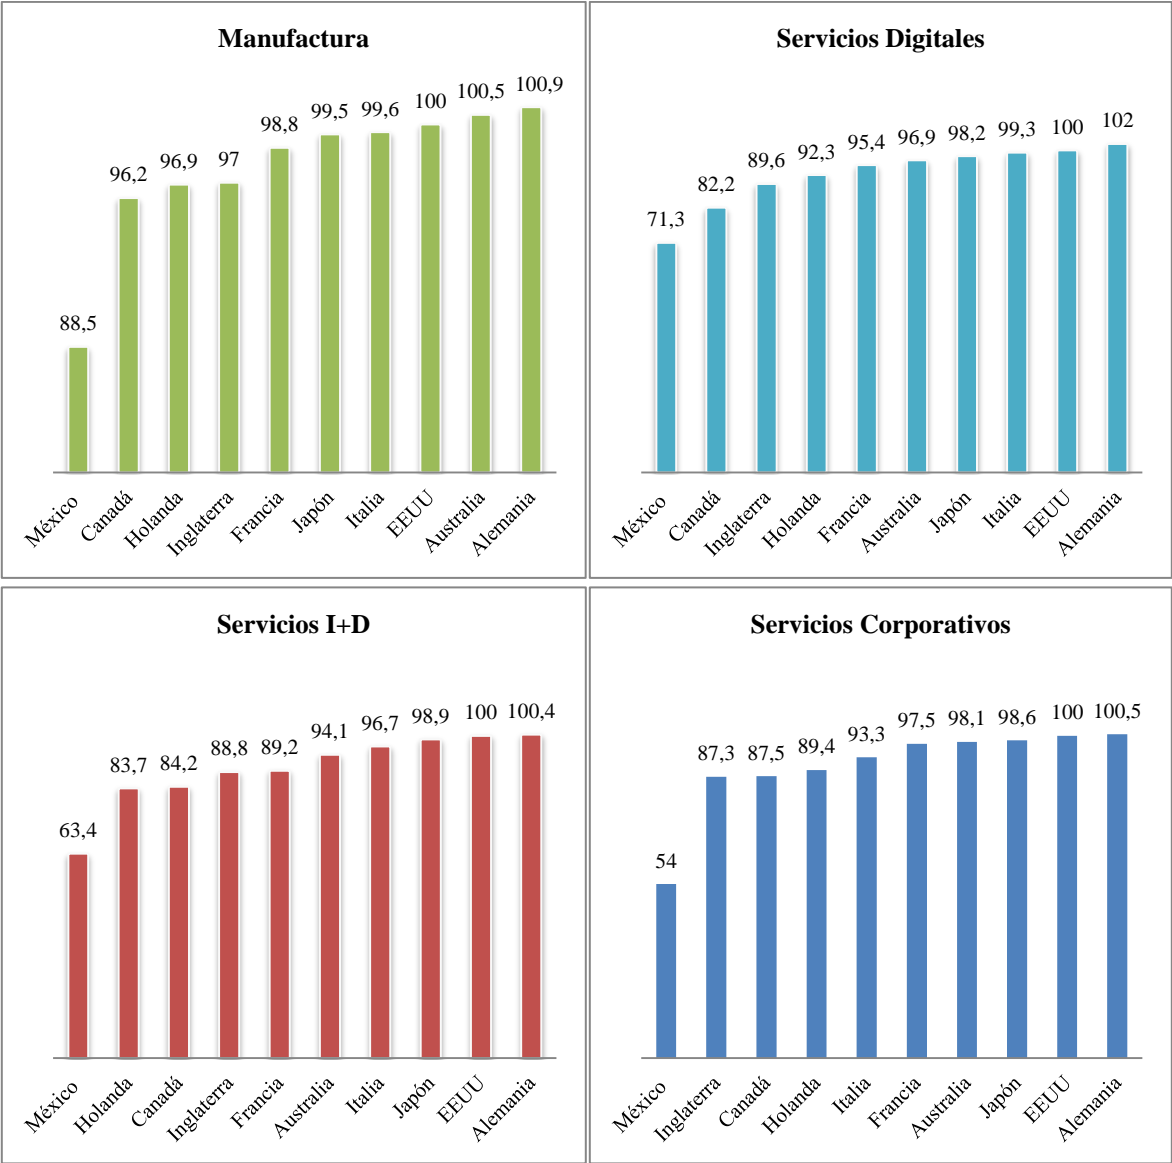 Manufactura
88,5
96,2
96,9
97
98,8
99,5
99,6
100
100,5
100,9
México
Canadá
Holanda
Inglaterra
Francia
Japón
Italia
EEUU
Australia
Alemania
Servicios Digitales
71,3
82,2
89,6
92,3
95,4
96,9
98,2
99,3
100
102
México
Canadá
Inglaterra
Holanda
Francia
Australia
Japón
Italia
EEUU
Alemania
Servicios I+D
63,4
83,7
84,2
88,8
89,2
94,1
96,7
98,9
100
100,4
México
Holanda
Canadá
Inglaterra
Francia
Australia
Italia
Japón
EEUU
Alemania
Servicios Corporativos
54
87,3
87,5
89,4
93,3
97,5
98,1
98,6
100
100,5
México
Inglaterra
Canadá
Holanda
Italia
Francia
Australia
Japón
EEUU
Alemania